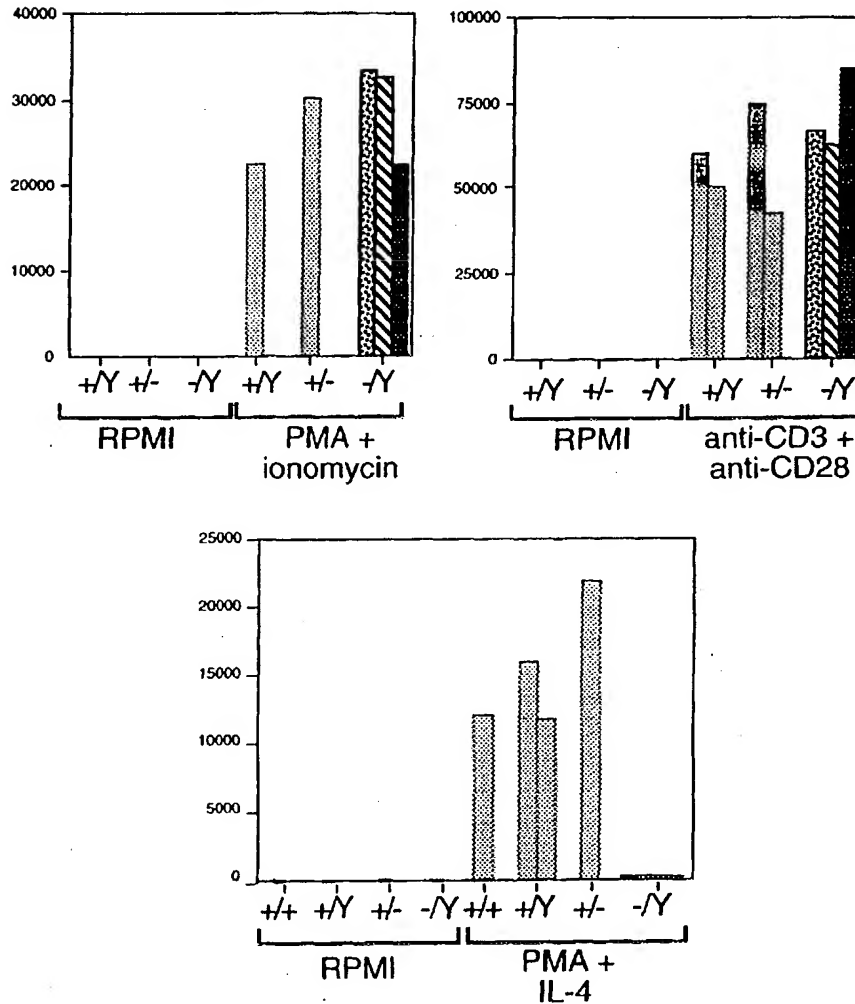 40000
30000
20000
10000
0
+/Y +/- -/Y +/Y +/- -/Y
RPMI PMA +
ionomycin
100000
75000
50000
25000
0
+/Y +/- -/Y +/Y +/- -/Y
RPMI anti-CD3 +
anti-CD28
25000
20000
15000
10000
5000
0
+/+ +/Y +/- -/Y +/+ +/Y +/- -/Y
RPMI PMA +
IL-4